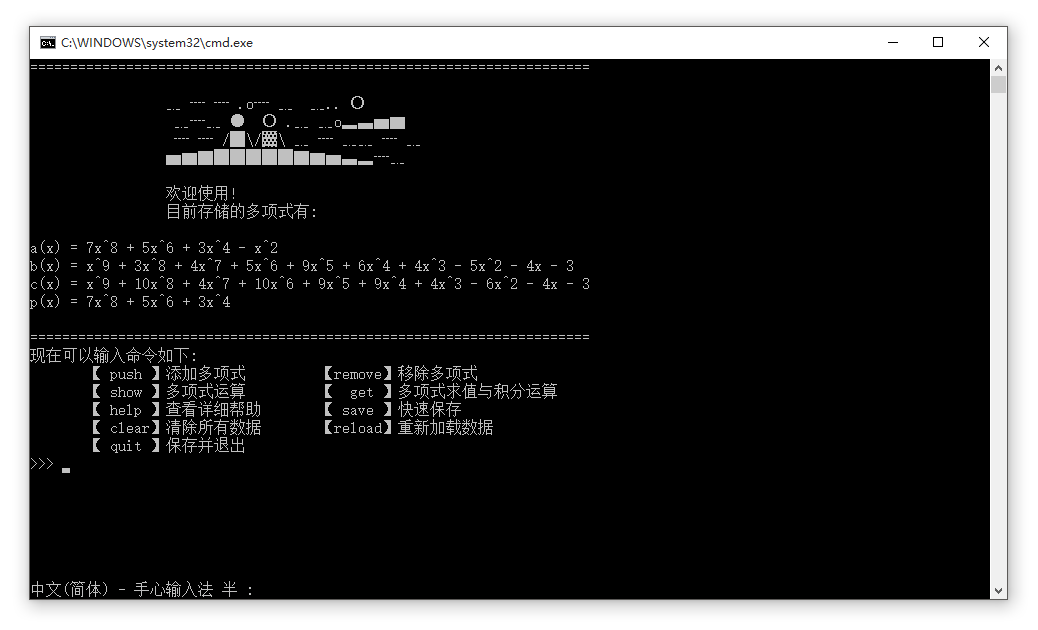 C:\WINDOWS\system32\cmd.exe
======================================================================
欢迎使用!
目前存储的多项式有:
a(x) = 7x^8 + 5x^6 + 3x^4 - x^2
b(x) = x^9 + 3x^8 + 4x^7 + 5x^6 + 9x^5 + 6x^4 + 4x^3 - 5x^2 - 4x - 3
c(x) = x^9 + 10x^8 + 4x^7 + 10x^6 + 9x^5 + 9x^4 + 4x^3 - 6x^2 - 4x - 3
p(x) = 7x^8 + 5x^6 + 3x^4
======================================================================
现在可以输入命令如下:
【 push 】添加多项式 【remove】移除多项式
【 show 】多项式运算 【 get 】多项式求值与积分运算
【 help 】查看详细帮助 【 save 】快速保存
【 clear】清除所有数据 【reload】重新加载数据
【 quit 】保存并退出
>>>
中文(简体) - 手心输入法 半 :